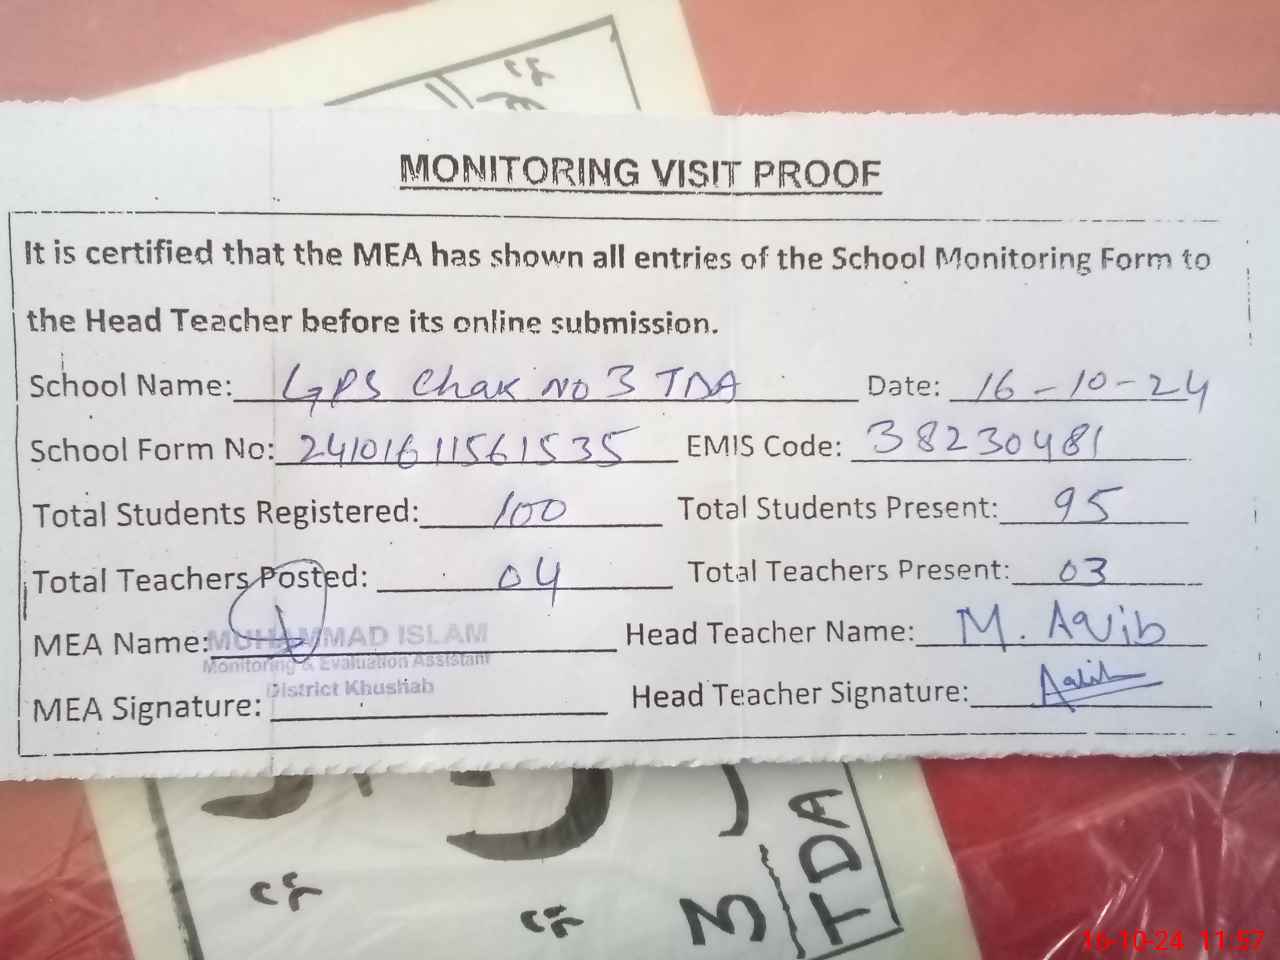 MONITORING VISIT PROOF
It is certified that the MEA has shown all entries of the School Monitoring Form to
the Head Teacher before its online submission.
School Name: GPS Chak No 3 TDA Date: 16-10-24
School Form No: 2410161156 1535 EMIS Code: 38230481
Total Students Registered: 100 Total Students Present: 95
Total Teachers Posted: 04 Total Teachers Present: 03
MEA Name: MUHAMMAD ISLAM Head Teacher Name: M. Aqib
Monitoring & Evaluation Assistant
District Khushab
MEA Signature: Head Teacher Signature: Aqib
3 TDA
16-10-24 11:57